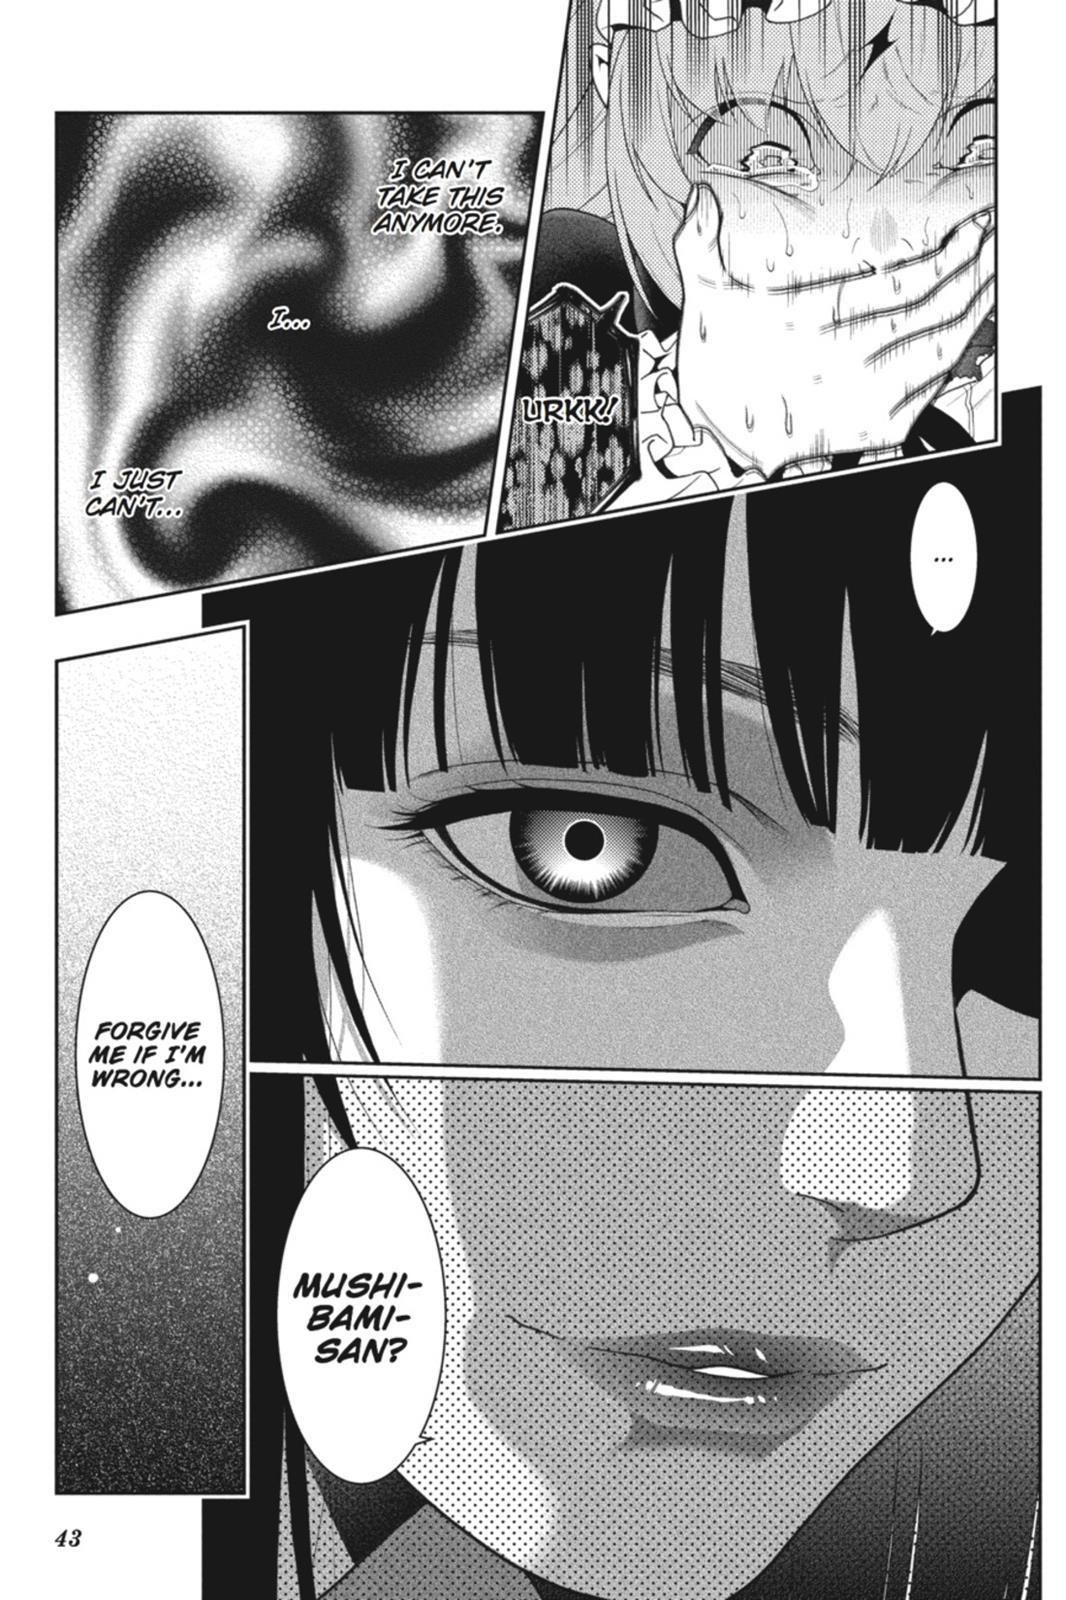 URKK!
I CAN'T
TAKE THIS
ANYMORE.
I...
I JUST
CAN'T...
...
FORGIVE
ME IF I'M
WRONG...
MUSHI-
BAMI-
SAN?
43